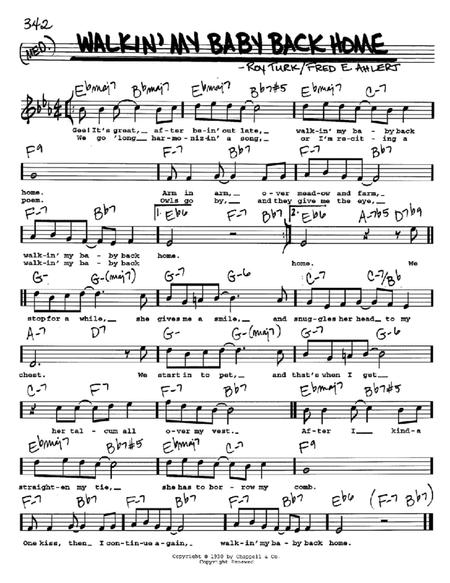 342
(MED.)
WALKIN' MY BABY BACK HOME
- ROY TURK/FRED E. AHLERT
Ebmaj7 Bbmaj7 Ebmaj7 Bb7#5 Ebmaj7 C-7
Gee! It's great,_ af-ter be-in' out late, walk-in' my ba - by back
We go 'long_ har-mo-niz-in' a song, or I'm re-cit - ing a
F9 F-7 Bb7 F-7 Bb7
home. Arm in arm,_ o-ver mead-ow and farm,_
poem. Owls go by,_ and they give me the eye,_
F-7 Bb7 1. Eb6 F-7 Bb7 2. Eb6 A-7b5 D7b9
walk-in' my ba - by back home. home. We
walk-in' my ba - by back home.
G- G-(maj7) G-7 G-6 C-7 C-7/Bb
stop for a while,_ she gives me a smile,_ and snug-gles her head_ to my
A-7 D7 G- G-(maj7) G-7 G-6
chest. We start in to pet,_ and that's when I get_
C-7 F-7 Bb7 Ebmaj7 Bbmaj7
her tal - cum all o-ver my vest._ Af-ter I_ kind-a
Ebmaj7 Bb7#5 Ebmaj7 C-7 F9
straight-en my tie,_ she has to bor - row my comb.
F-7 Bb7 F-7 Bb7 F-7 Bb7 Eb6 (F-7 Bb7)
One kiss, then_ I con-tin-ue a-gain,_ walk-in' my ba-by back home.
Copyright © 1930 by Chappell & Co.
Copyright Renewed